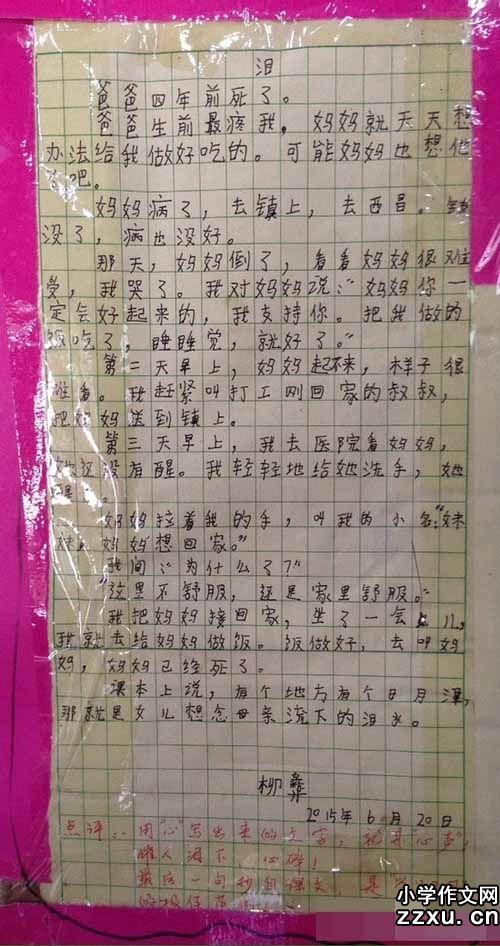 泪
爸爸四年前死了。
爸爸生前最疼我，妈妈就天天想
办法给我做好吃的。可能妈妈也想他
了吧。
妈妈病了，去镇上，去西昌。钱
没了，病也没好。
那天，妈妈倒了，看看妈妈很难
受，我哭了。我对妈妈说：“妈妈你一
定会好起来的，我支持你。把我做的
饭吃了，睡睡觉，就好了。”
第二天早上，妈妈起不来，样子很
难看。我赶紧叫打工刚回家的叔叔，
把妈妈送到镇上。
第三天早上，我去医院看妈妈，
她还没有醒。我轻轻地给她洗手，她
醒
妈妈拉着我的手，叫我的小名：“妹
妹，妈妈想回家。”
我问：“为什么了？”
“这里不舒服，还是家里舒服。”
我把妈妈接回家，坐了一会儿，
我就去给妈妈做饭。饭做好，去叫妈
妈，妈妈已经死了。
课本上说，有个地方有个日月潭，
那就是女儿想念母亲流下的泪水。
柳彝
2015年6月20日
点评：用“心”写出来的文字，就是“心声”，
催人泪下 心碎！
最后一句抄自课文，是
小学作文网
zzxu.cn